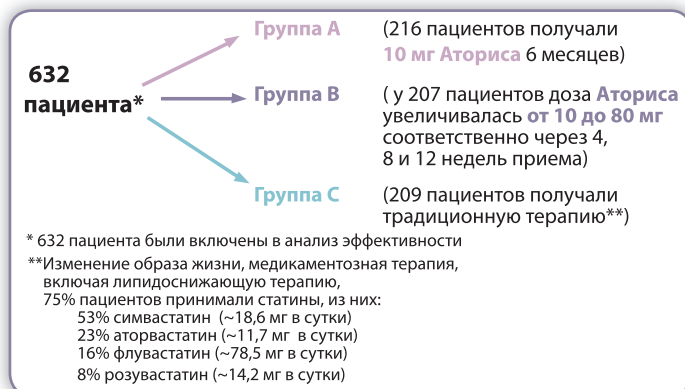 Группа А (216 пациентов получали
10 мг Аториса 6 месяцев)
632
пациента*
Группа В ( у 207 пациентов доза Аториса
увеличивалась от 10 до 80 мг
соответственно через 4,
8 и 12 недель приема)
Группа С (209 пациентов получали
традиционную терапию**)
* 632 пациента были включены в анализ эффективности
**Изменение образа жизни, медикаментозная терапия,
включая липидоснижающую терапию,
75% пациентов принимали статины, из них:
53% симвастатин (~18,6 мг в сутки)
23% аторвастатин (~11,7 мг в сутки)
16% флувастатин (~78,5 мг в сутки)
8% розувастатин (~14,2 мг в сутки)